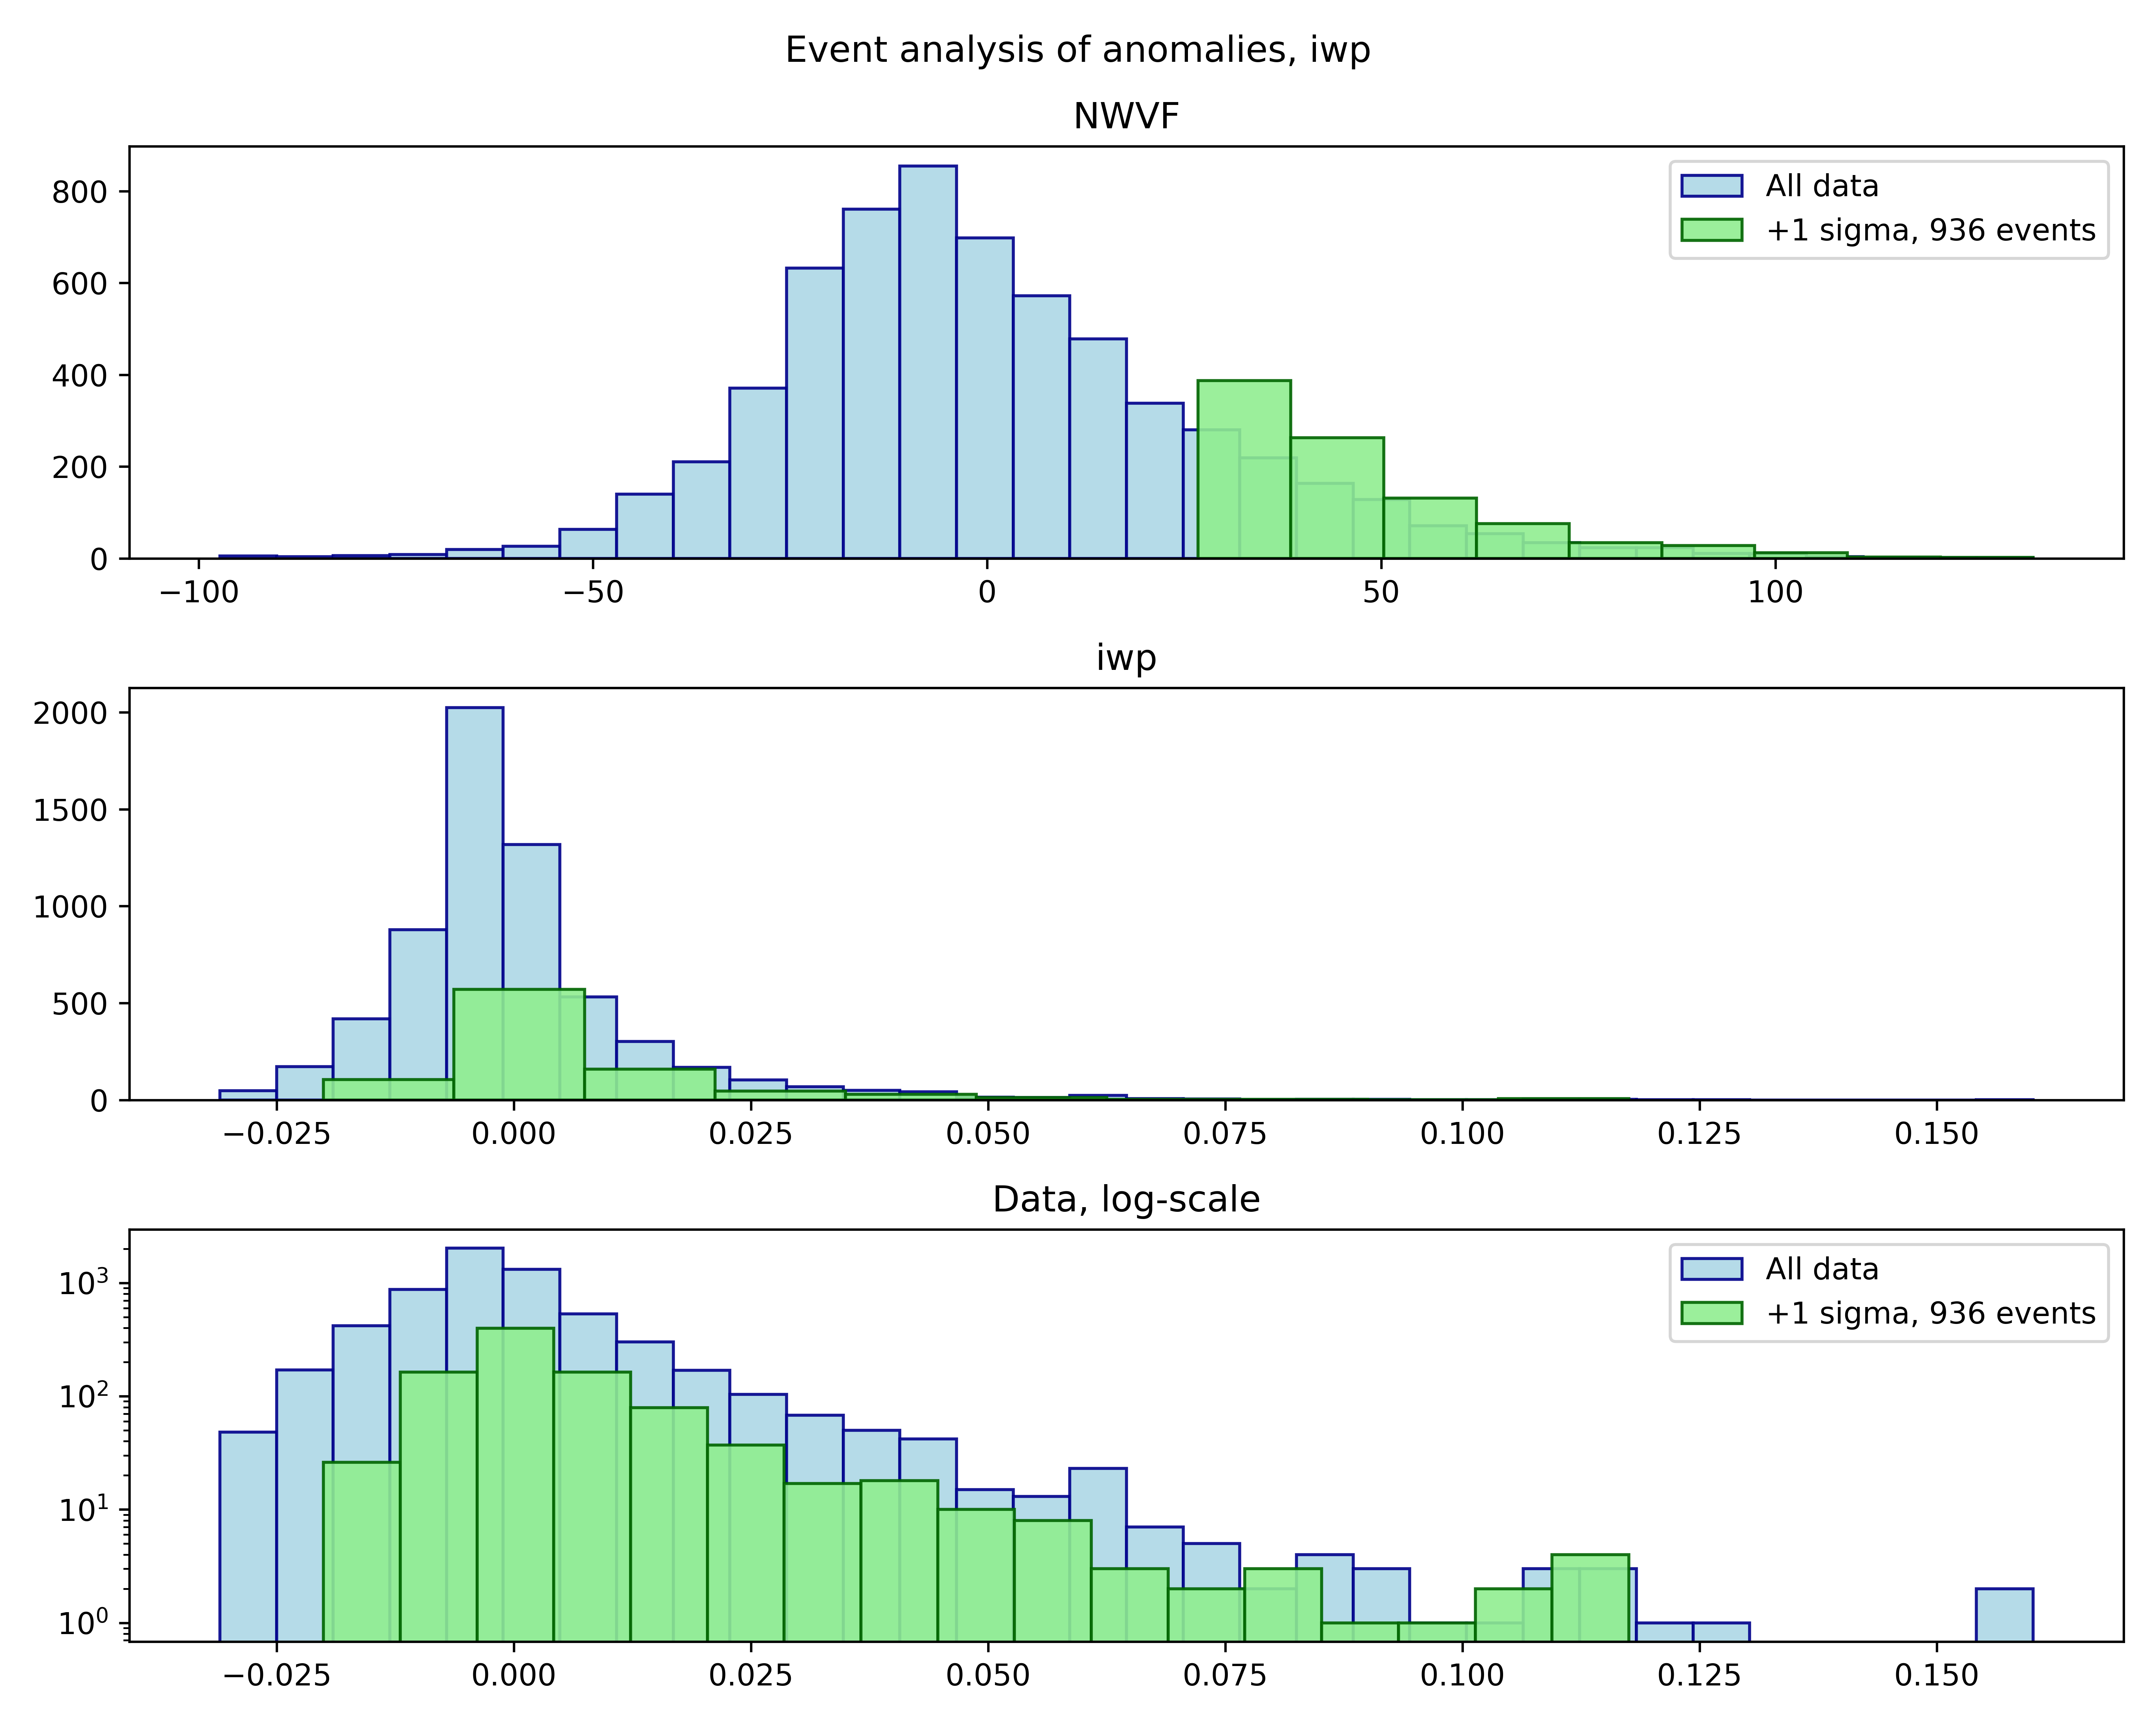 Event analysis of anomalies, iwp
NWVF
800
600
400
200
0
−100 −50 0 50 100
All data
+1 sigma, 936 events
iwp
2000
1500
1000
500
0
−0.025 0.000 0.025 0.050 0.075 0.100 0.125 0.150
Data, log-scale
10³
10²
10¹
10⁰
−0.025 0.000 0.025 0.050 0.075 0.100 0.125 0.150
All data
+1 sigma, 936 events